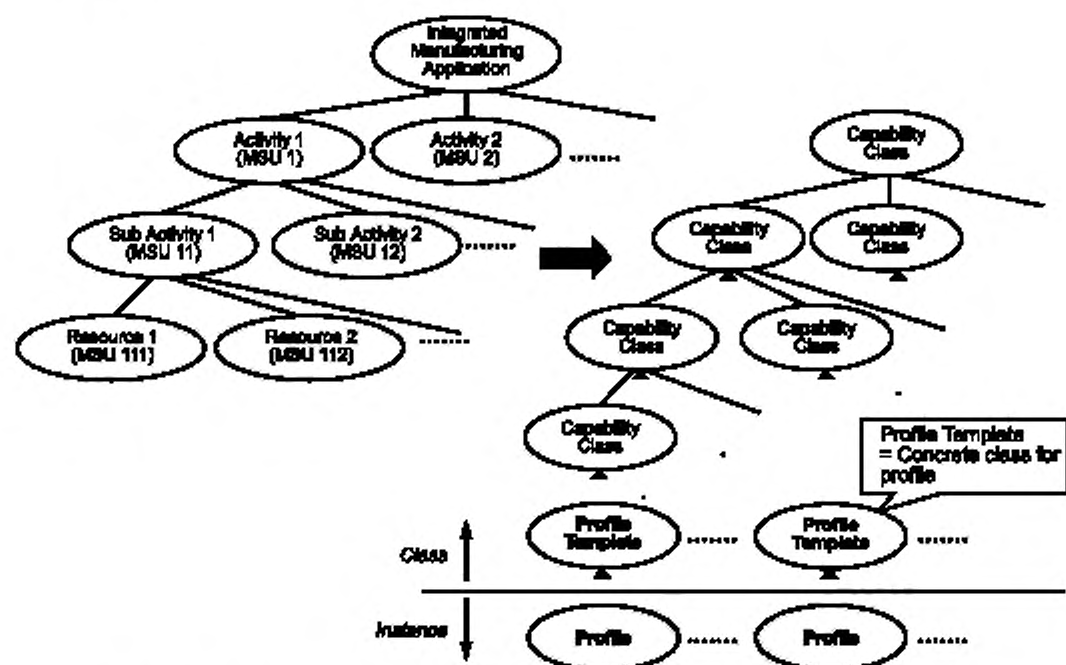 Integrated
Manufacturing
Application
Activity 1
(MSU 1)
Activity 2
(MSU 2)
Sub Activity 1
(MSU 11)
Sub Activity 2
(MSU 12)
Resource 1
(MSU 111)
Resource 2
(MSU 112)
Capability
Class
Capability
Class
Capability
Class
Capability
Class
Capability
Class
Capability
Class
Profile Template
= Concrete class for
profile
Profile
Template
Profile
Template
Class
Instance
Profile
Profile